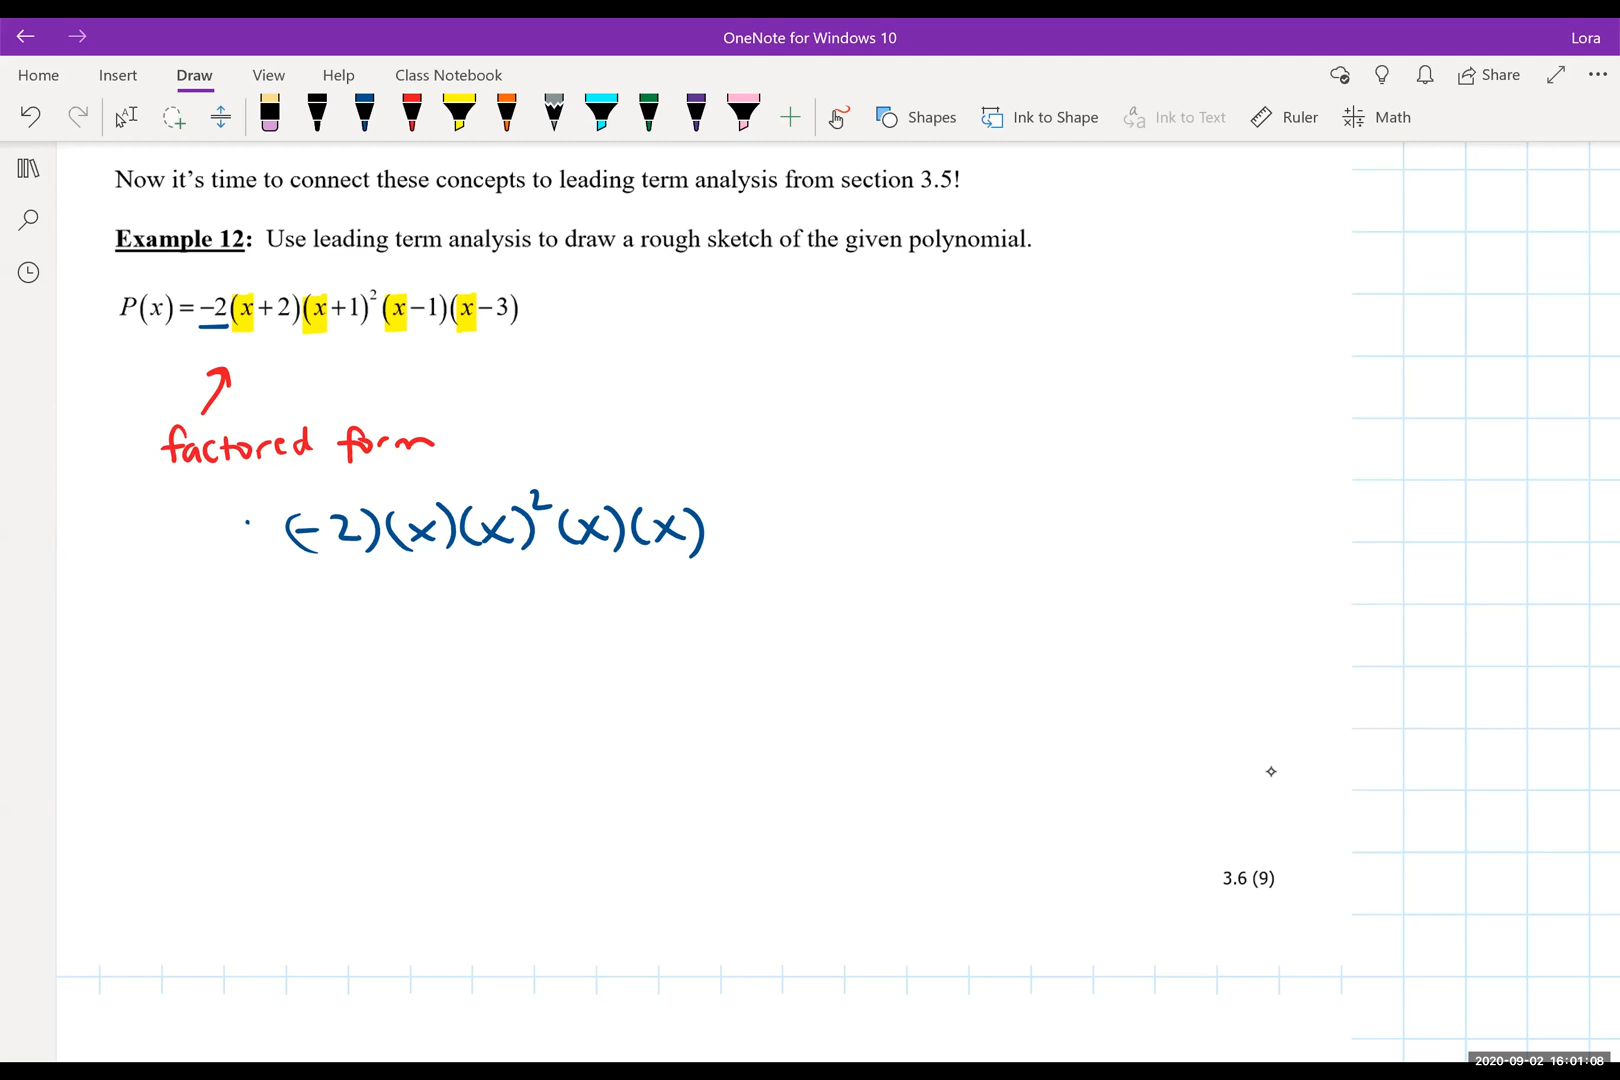 OneNote for Windows 10
Lora
Home Insert Draw View Help Class Notebook
Share
Shapes Ink to Shape Ink to Text Ruler Math
Now it's time to connect these concepts to leading term analysis from section 3.5!
Example 12: Use leading term analysis to draw a rough sketch of the given polynomial.
P(x) = −2(x+2)(x+1)²(x−1)(x−3)
factored form
(-2)(x)(x)²(x)(x)
3.6 (9)
2020-09-02 16:01:08